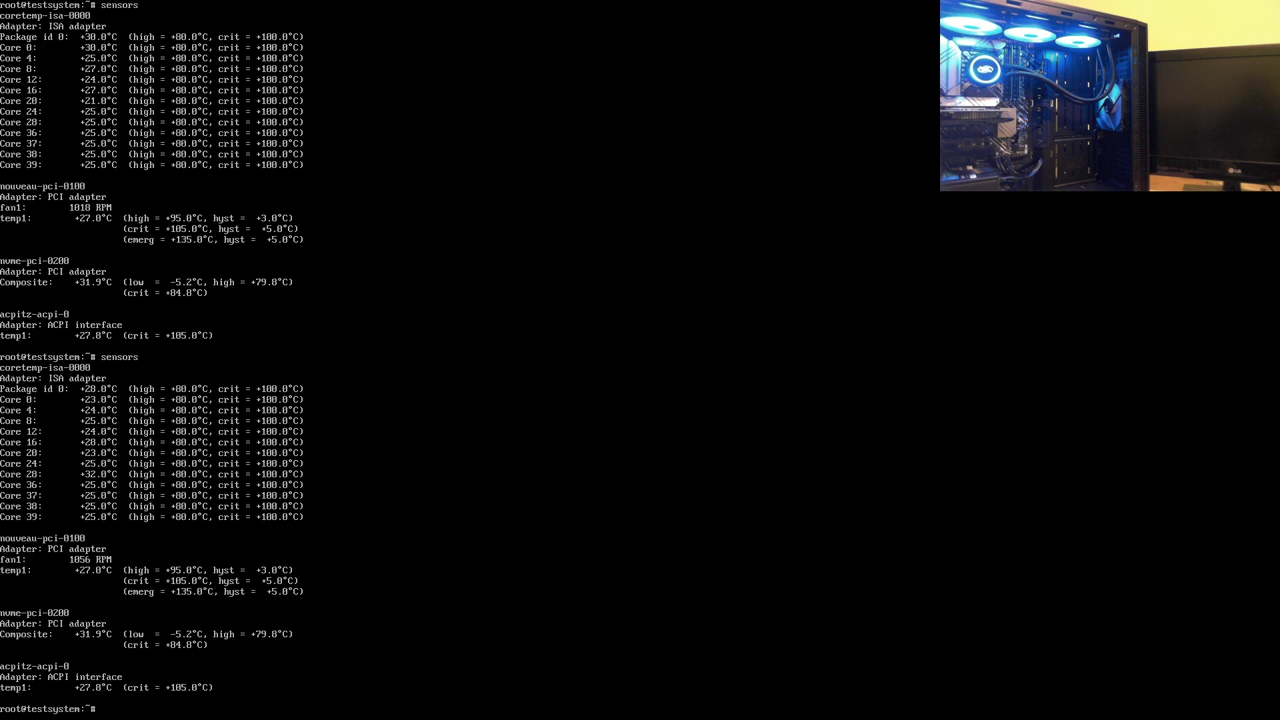 root@testsystem:~# sensors
coretemp-isa-0000
Adapter: ISA adapter
Package id 0:  +30.0°C  (high = +80.0°C, crit = +100.0°C)
Core 0:        +30.0°C  (high = +80.0°C, crit = +100.0°C)
Core 4:        +25.0°C  (high = +80.0°C, crit = +100.0°C)
Core 8:        +27.0°C  (high = +80.0°C, crit = +100.0°C)
Core 12:       +24.0°C  (high = +80.0°C, crit = +100.0°C)
Core 16:       +27.0°C  (high = +80.0°C, crit = +100.0°C)
Core 20:       +21.0°C  (high = +80.0°C, crit = +100.0°C)
Core 24:       +25.0°C  (high = +80.0°C, crit = +100.0°C)
Core 28:       +25.0°C  (high = +80.0°C, crit = +100.0°C)
Core 36:       +25.0°C  (high = +80.0°C, crit = +100.0°C)
Core 37:       +25.0°C  (high = +80.0°C, crit = +100.0°C)
Core 38:       +25.0°C  (high = +80.0°C, crit = +100.0°C)
Core 39:       +25.0°C  (high = +80.0°C, crit = +100.0°C)
nouveau-pci-0100
Adapter: PCI adapter
fan1:        1018 RPM
temp1:        +27.0°C  (high = +95.0°C, hyst =  +3.0°C)
(crit = +105.0°C, hyst =  +5.0°C)
(emerg = +135.0°C, hyst =  +5.0°C)
nvme-pci-0200
Adapter: PCI adapter
Composite:    +31.9°C  (low  =  -5.2°C, high = +79.8°C)
(crit = +84.8°C)
acpitz-acpi-0
Adapter: ACPI interface
temp1:        +27.8°C  (crit = +105.0°C)
root@testsystem:~# sensors
coretemp-isa-0000
Adapter: ISA adapter
Package id 0:  +28.0°C  (high = +80.0°C, crit = +100.0°C)
Core 0:        +23.0°C  (high = +80.0°C, crit = +100.0°C)
Core 4:        +24.0°C  (high = +80.0°C, crit = +100.0°C)
Core 8:        +25.0°C  (high = +80.0°C, crit = +100.0°C)
Core 12:       +24.0°C  (high = +80.0°C, crit = +100.0°C)
Core 16:       +28.0°C  (high = +80.0°C, crit = +100.0°C)
Core 20:       +23.0°C  (high = +80.0°C, crit = +100.0°C)
Core 24:       +25.0°C  (high = +80.0°C, crit = +100.0°C)
Core 28:       +32.0°C  (high = +80.0°C, crit = +100.0°C)
Core 36:       +25.0°C  (high = +80.0°C, crit = +100.0°C)
Core 37:       +25.0°C  (high = +80.0°C, crit = +100.0°C)
Core 38:       +25.0°C  (high = +80.0°C, crit = +100.0°C)
Core 39:       +25.0°C  (high = +80.0°C, crit = +100.0°C)
nouveau-pci-0100
Adapter: PCI adapter
fan1:        1056 RPM
temp1:        +27.0°C  (high = +95.0°C, hyst =  +3.0°C)
(crit = +105.0°C, hyst =  +5.0°C)
(emerg = +135.0°C, hyst =  +5.0°C)
nvme-pci-0200
Adapter: PCI adapter
Composite:    +31.9°C  (low  =  -5.2°C, high = +79.8°C)
(crit = +84.8°C)
acpitz-acpi-0
Adapter: ACPI interface
temp1:        +27.8°C  (crit = +105.0°C)
root@testsystem:~#
LG